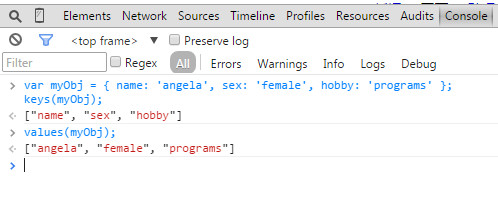 Elements Network Sources Timeline Profiles Resources Audits Console
<top frame> Preserve log
Filter Regex All Errors Warnings Info Logs Debug
> var myObj = { name: 'angela', sex: 'female', hobby: 'programs' };
keys(myObj);
< ["name", "sex", "hobby"]
> values(myObj);
< ["angela", "female", "programs"]
>